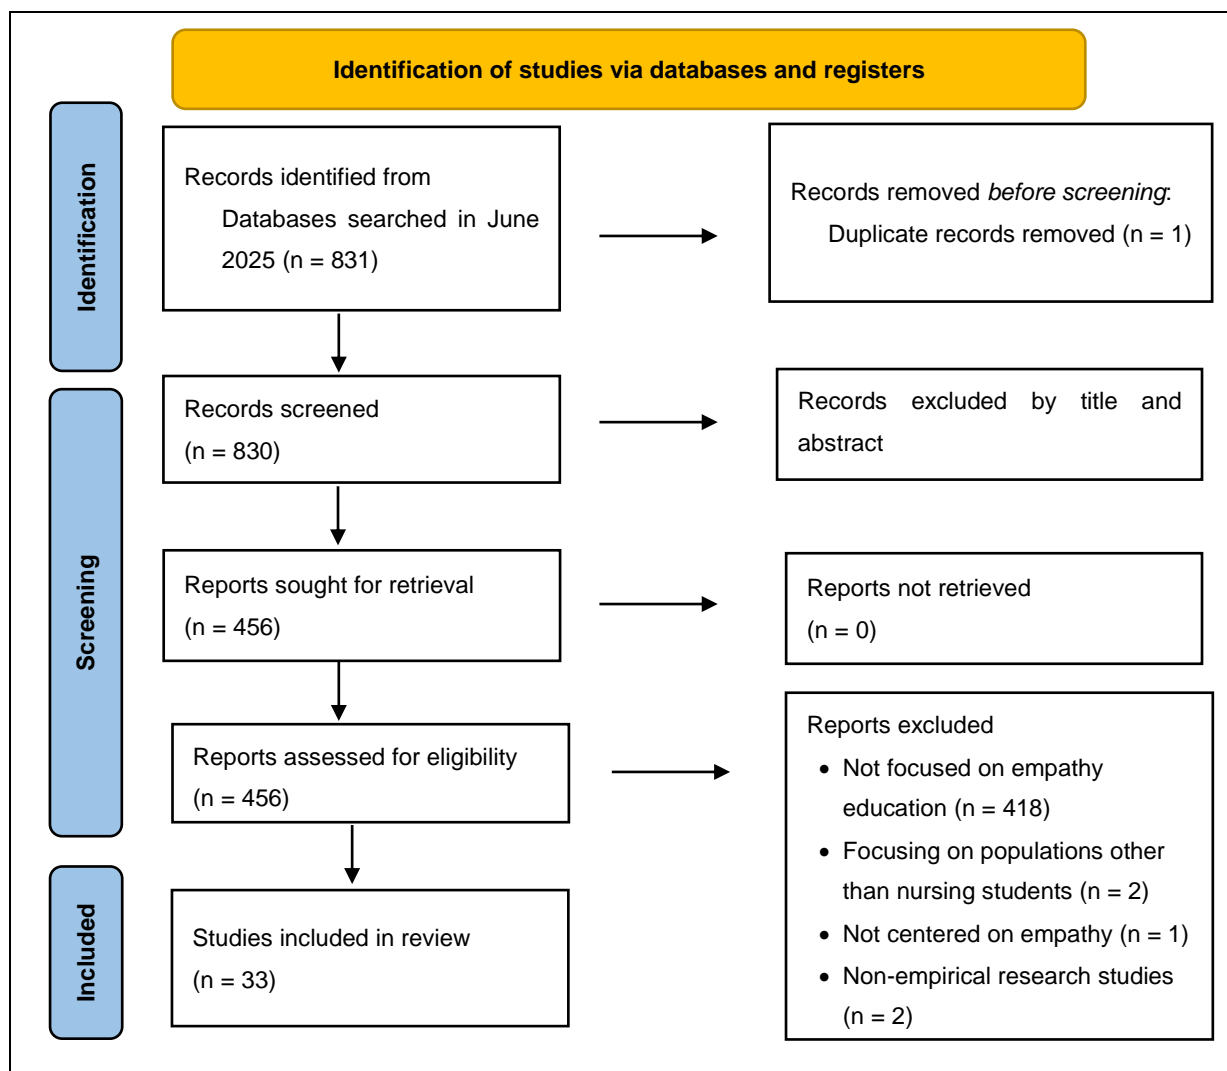 Identification of studies via databases and registers
Identification
Records identified from
Databases searched in June
2025 (n = 831)
Records removed before screening:
Duplicate records removed (n = 1)
Screening
Records screened
(n = 830)
Records excluded by title and
abstract
Reports sought for retrieval
(n = 456)
Reports not retrieved
(n = 0)
Reports assessed for eligibility
(n = 456)
Reports excluded
• Not focused on empathy
education (n = 418)
• Focusing on populations other
than nursing students (n = 2)
• Not centered on empathy (n = 1)
• Non-empirical research studies
(n = 2)
Included
Studies included in review
(n = 33)